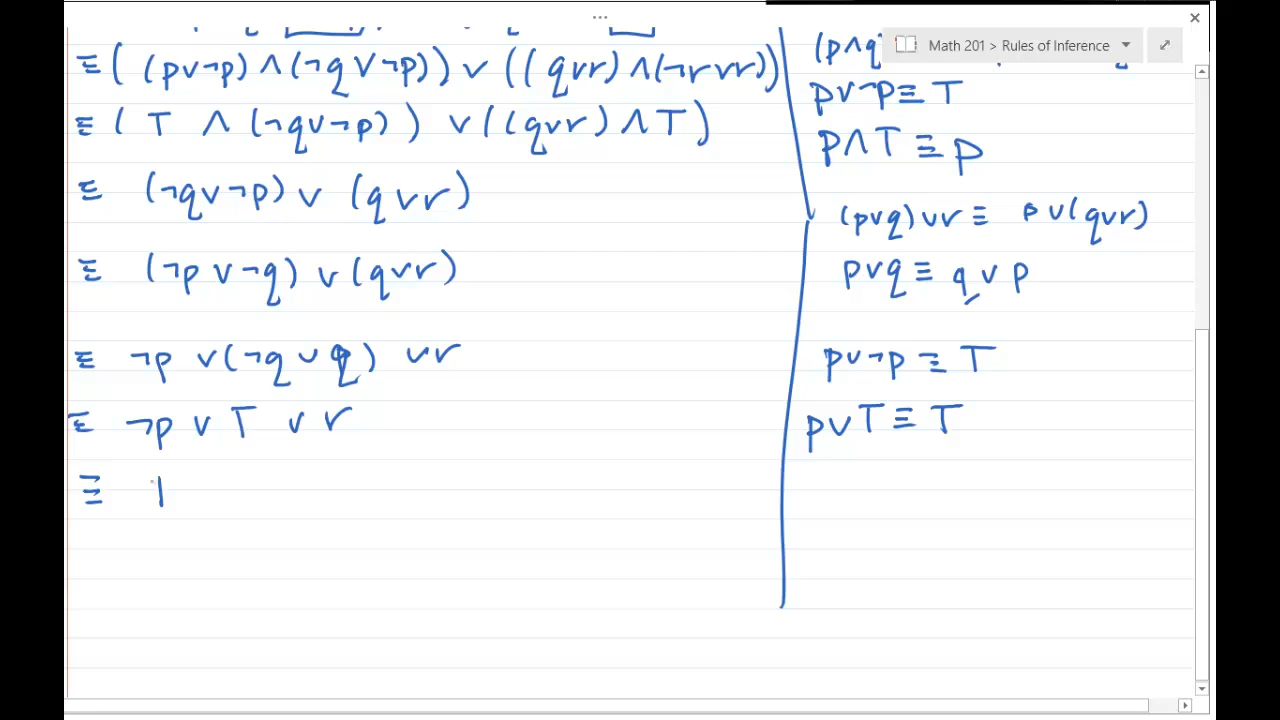 ≡ ( (p∨¬p) ∧ (¬q ∨ ¬p) ) ∨ ( ( q∨r) ∧ (¬r ∨r) )
≡ ( T ∧ (¬q∨¬p) ) ∨ ( (q∨r) ∧ T )
≡ (¬q∨¬p) ∨ (q ∨r)
≡ (¬p ∨¬q) ∨ (q∨r)
≡ ¬p ∨(¬q ∨ q) ∨r
≡ ¬p ∨ T ∨ r
≡
Math 201 > Rules of Inference
(p∧q
p∨¬p ≡ T
p∧T ≡ p
(p∨q)∨r ≡ p ∨(q∨r)
p∨q ≡ q ∨ p
p∨¬p ≡ T
p∨T ≡ T